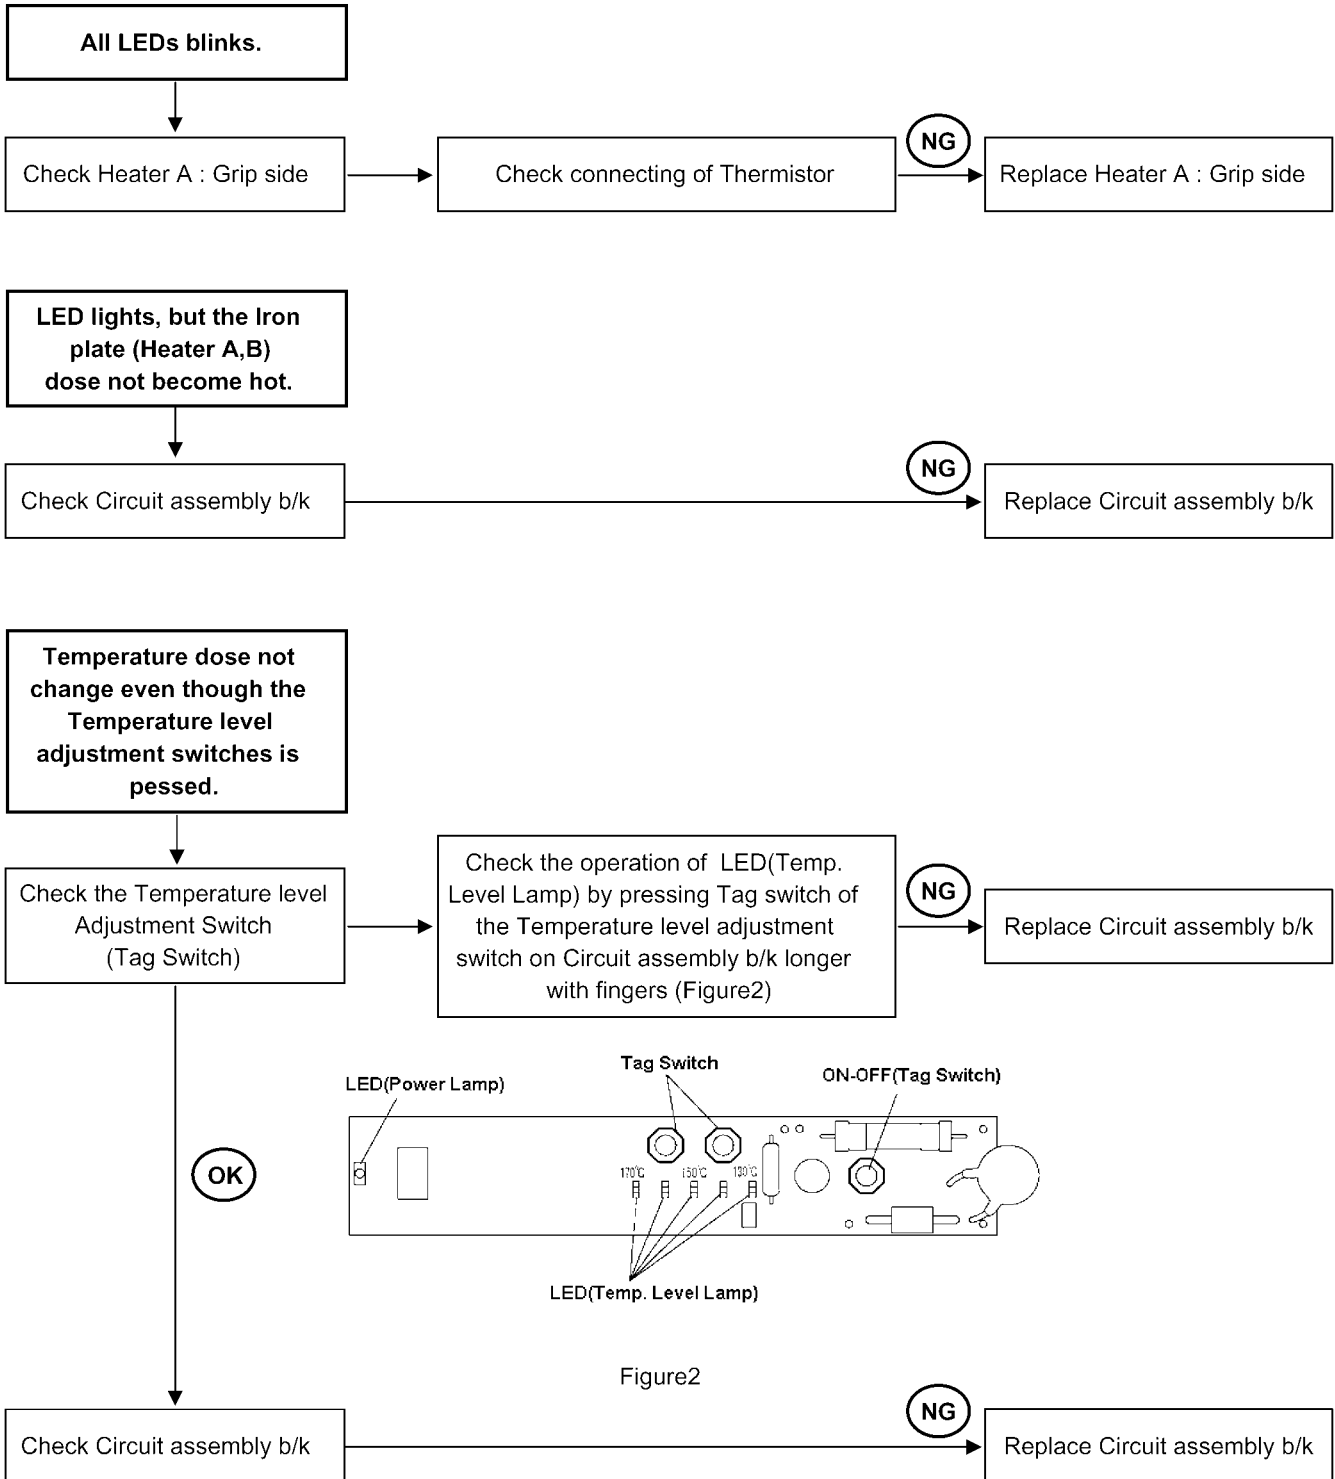 All LEDs blinks.
Check Heater A : Grip side
Check connecting of Thermistor
NG
Replace Heater A : Grip side
LED lights, but the Iron
plate (Heater A,B)
dose not become hot.
Check Circuit assembly b/k
NG
Replace Circuit assembly b/k
Temperature dose not
change even though the
Temperature level
adjustment switches is
pessed.
Check the Temperature level
Adjustment Switch
(Tag Switch)
Check the operation of LED(Temp.
Level Lamp) by pressing Tag switch of
the Temperature level adjustment
switch on Circuit assembly b/k longer
with fingers (Figure2)
NG
Replace Circuit assembly b/k
OK
LED(Power Lamp)
Tag Switch
ON-OFF(Tag Switch)
170°C
130°C
LED(Temp. Level Lamp)
Figure2
Check Circuit assembly b/k
NG
Replace Circuit assembly b/k